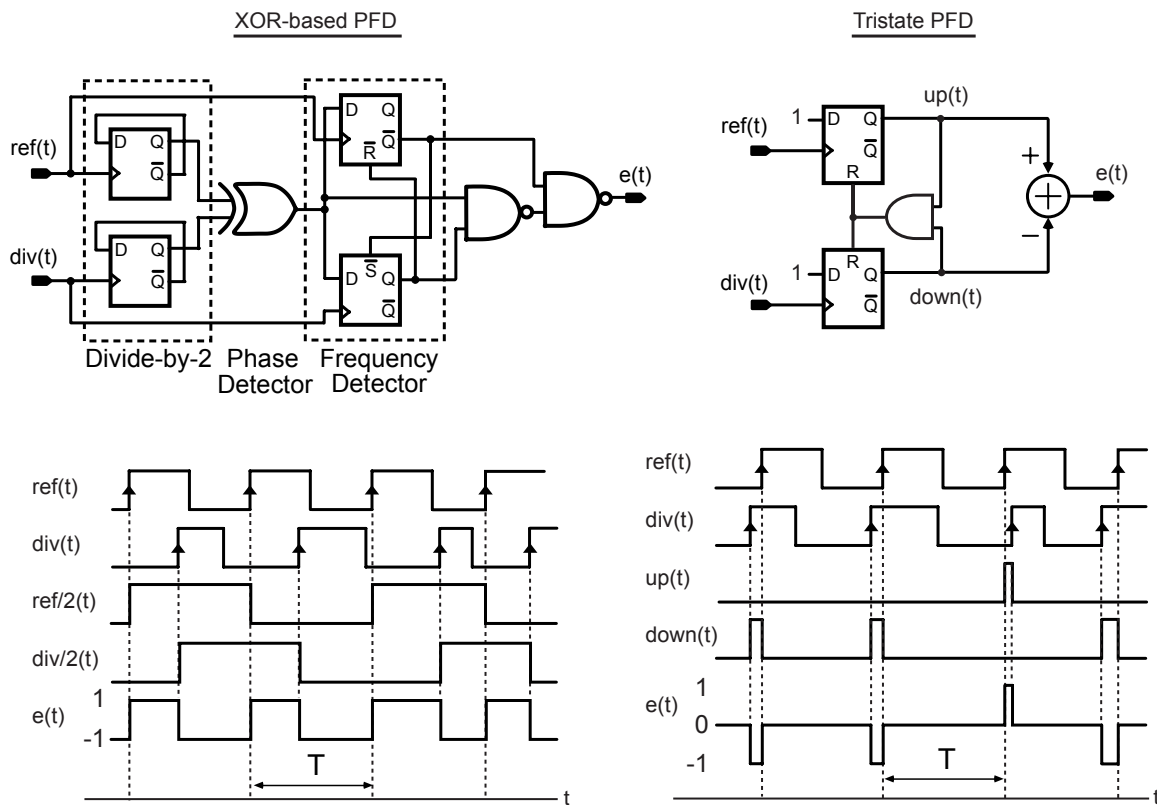 XOR-based PFD
Tristate PFD
D Q
Q
ref(t)
D Q
Q
div(t)
Divide-by-2
Phase
Detector
D Q
Q
R
S
D Q
Q
Frequency
Detector
e(t)
1 D Q
Q
R
ref(t)
up(t)
+
−
e(t)
R
1 D Q
Q
div(t)
down(t)
ref(t)
div(t)
ref/2(t)
div/2(t)
e(t)
1
-1
T
t
ref(t)
div(t)
up(t)
down(t)
e(t)
1
0
-1
T
t